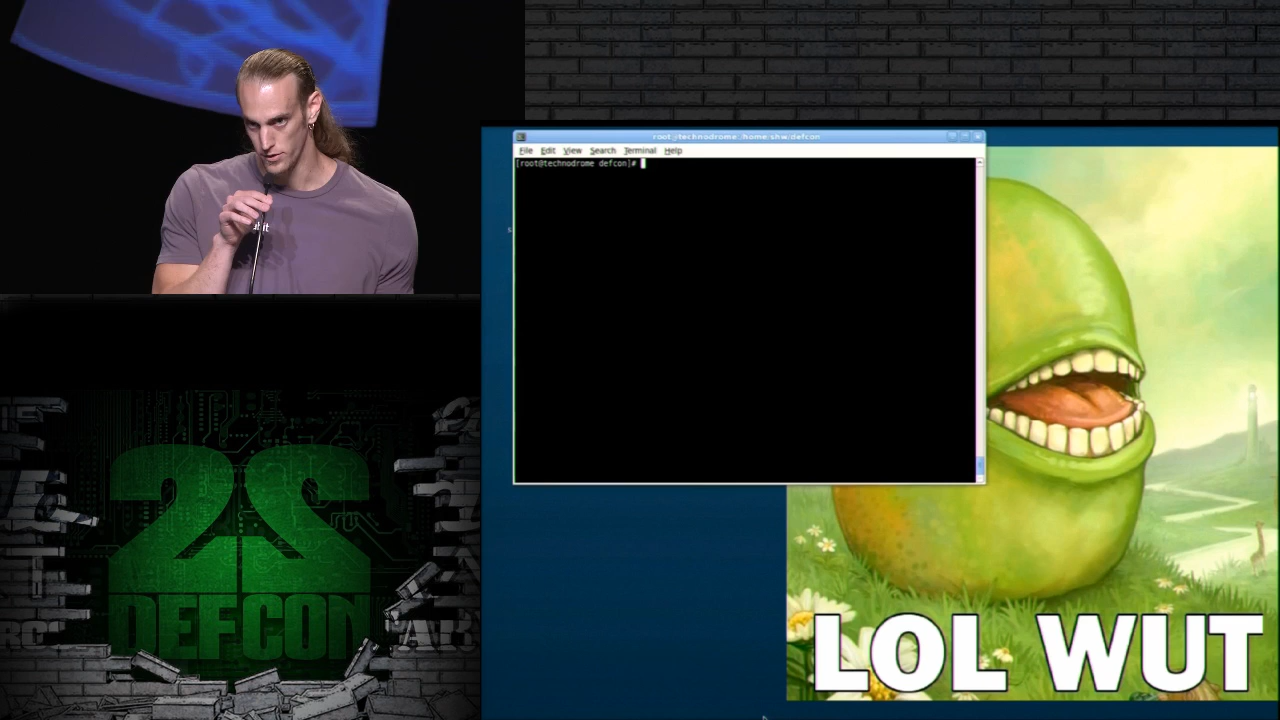 root@technodrome:/home/shw/defcon
File Edit View Search Terminal Help
[root@technodrome defcon]#
22
DEFCON
LOL WUT